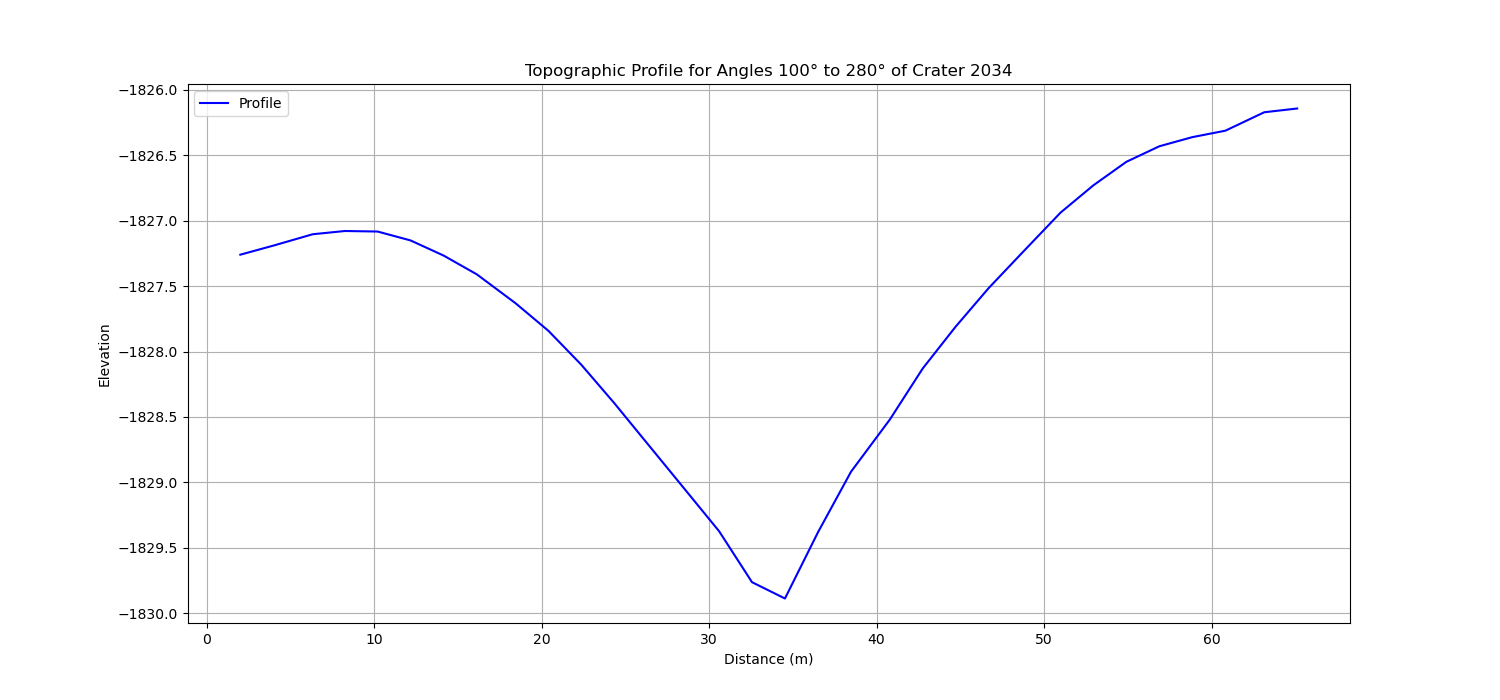 Topographic Profile for Angles 100° to 280° of Crater 2034
Profile
Elevation
−1826.0
−1826.5
−1827.0
−1827.5
−1828.0
−1828.5
−1829.0
−1829.5
−1830.0
0 10 20 30 40 50 60
Distance (m)